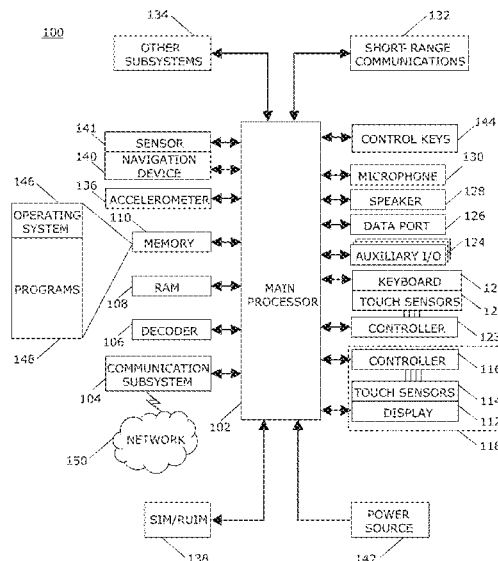 134
132
100
OTHER
SUBSYSTEMS
SHORT-RANGE
COMMUNICATIONS
141
SENSOR
144
CONTROL KEYS
140
NAVIGATION
DEVICE
130
MICROPHONE
146
136
ACCELEROMETER
128
SPEAKER
OPERATING
SYSTEM
110
MEMORY
126
DATA PORT
124
AUXILIARY I/O
PROGRAMS
MAIN
PROCESSOR
108
RAM
KEYBOARD
TOUCH SENSORS
106
DECODER
CONTROLLER
123
148
COMMUNICATION
SUBSYSTEM
104
CONTROLLER
116
TOUCH SENSORS
114
DISPLAY
112
102
118
NETWORK
150
SIM/RUIM
138
POWER
SOURCE
142